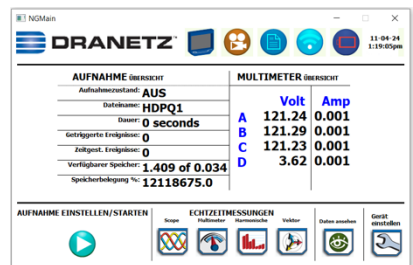 NGMain
DRANETZ
11-04-24
1:19:05pm
AUFNAHME ÜBERSICHT
Aufnahmezustand: AUS
Dateiname: HDPQ1
Dauer: 0 seconds
Getriggerte Ereignisse: 0
Zeitgest. Ereignisse: 0
Verfügbarer Speicher: 1.409 of 0.034
Speicherbelegung %: 12118675.0
MULTIMETER ÜBERSICHT
Volt Amp
A 121.24 0.001
B 121.29 0.001
C 121.23 0.001
D 3.62 0.001
AUFNAHME EINSTELLEN/STARTEN
ECHTZEITMESSUNGEN
Scope Multimeter Harmonische Vektor
Daten ansehen
Gerät einstellen